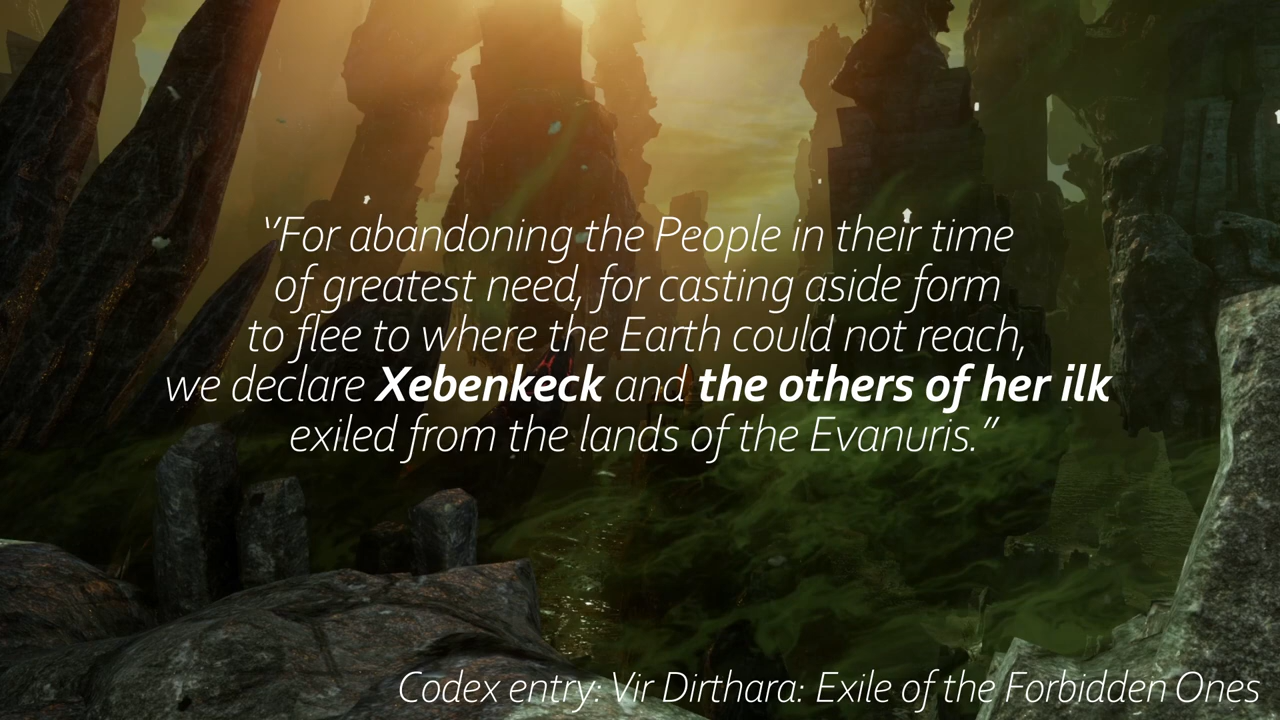 “For abandoning the People in their time
of greatest need, for casting aside form
to flee to where the Earth could not reach,
we declare Xebenkeck and the others of her ilk
exiled from the lands of the Evanuris.”
Codex entry: Vir Dirthara: Exile of the Forbidden Ones